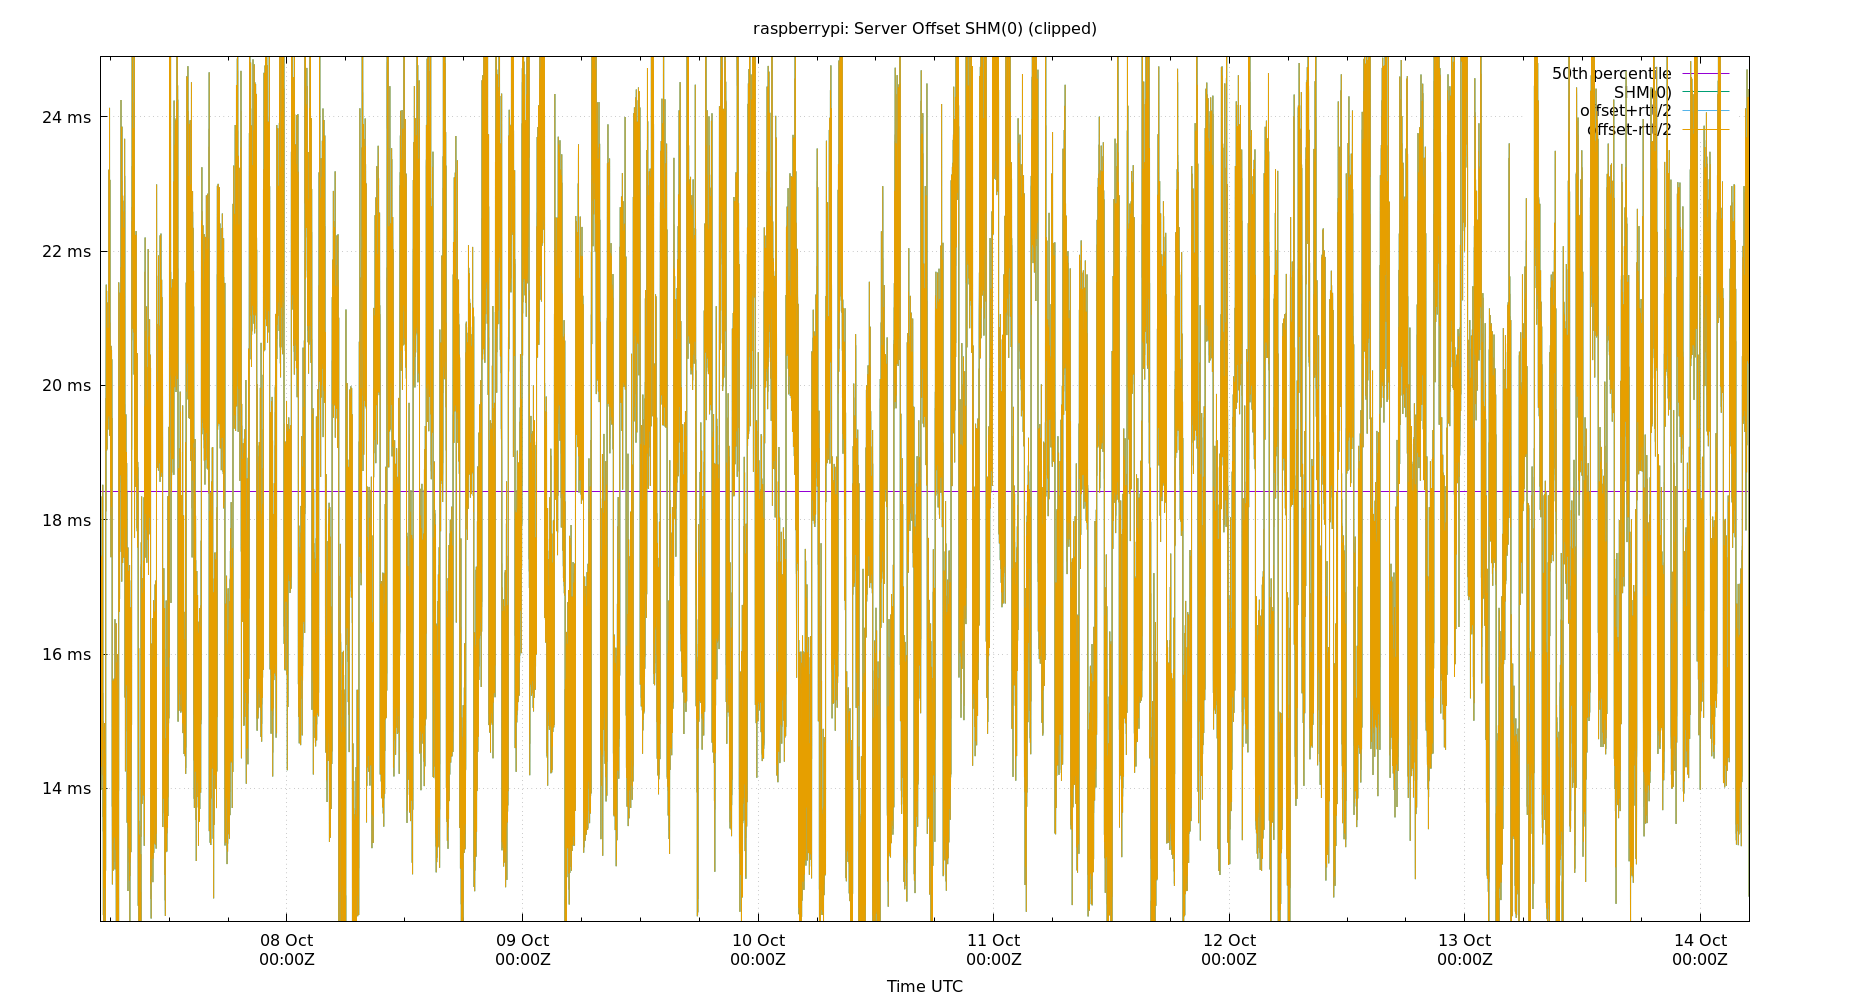 raspberrypi: Server Offset SHM(0) (clipped)
50th percentile
SHM(0)
offset+rtt/2
offset-rtt/2
24 ms
22 ms
20 ms
18 ms
16 ms
14 ms
08 Oct 09 Oct 10 Oct 11 Oct 12 Oct 13 Oct 14 Oct
00:00Z 00:00Z 00:00Z 00:00Z 00:00Z 00:00Z 00:00Z
Time UTC